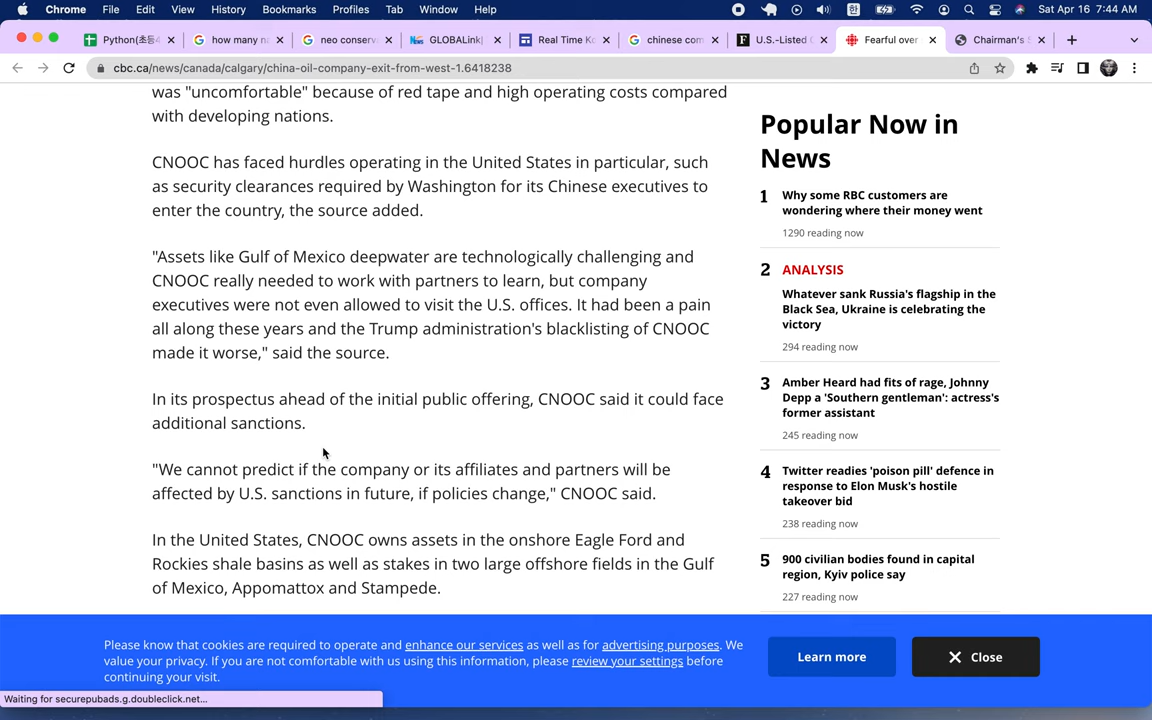 Chrome File Edit View History Bookmarks Profiles Tab Window Help 한 Sat Apr 16 7:44 AM
Python(초등4 how many n neo conserv GLOBALink| Real Time Ko chinese com U.S.-Listed C Fearful over Chairman's S
cbc.ca/news/canada/calgary/china-oil-company-exit-from-west-1.6418238
was "uncomfortable" because of red tape and high operating costs compared
with developing nations.
CNOOC has faced hurdles operating in the United States in particular, such
as security clearances required by Washington for its Chinese executives to
enter the country, the source added.
"Assets like Gulf of Mexico deepwater are technologically challenging and
CNOOC really needed to work with partners to learn, but company
executives were not even allowed to visit the U.S. offices. It had been a pain
all along these years and the Trump administration's blacklisting of CNOOC
made it worse," said the source.
In its prospectus ahead of the initial public offering, CNOOC said it could face
additional sanctions.
"We cannot predict if the company or its affiliates and partners will be
affected by U.S. sanctions in future, if policies change," CNOOC said.
In the United States, CNOOC owns assets in the onshore Eagle Ford and
Rockies shale basins as well as stakes in two large offshore fields in the Gulf
of Mexico, Appomattox and Stampede.
Popular Now in
News
1 Why some RBC customers are
wondering where their money went
1290 reading now
2 ANALYSIS
Whatever sank Russia's flagship in the
Black Sea, Ukraine is celebrating the
victory
294 reading now
3 Amber Heard had fits of rage, Johnny
Depp a 'Southern gentleman': actress's
former assistant
245 reading now
4 Twitter readies 'poison pill' defence in
response to Elon Musk's hostile
takeover bid
238 reading now
5 900 civilian bodies found in capital
region, Kyiv police say
227 reading now
Please know that cookies are required to operate and enhance our services as well as for advertising purposes. We
value your privacy. If you are not comfortable with us using this information, please review your settings before
continuing your visit.
Learn more
Close
Waiting for securepubads.g.doubleclick.net...